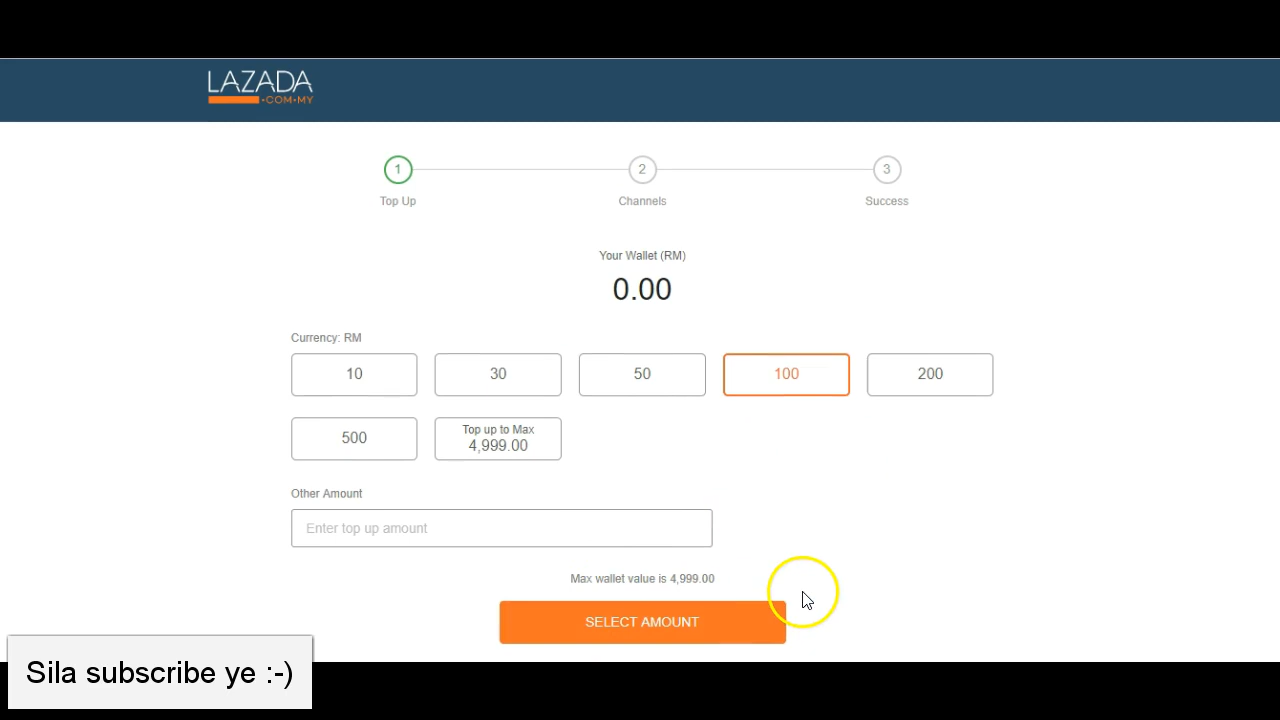 LAZADA
.COM.MY
1
2
3
Top Up
Channels
Success
Your Wallet (RM)
0.00
Currency: RM
10
30
50
100
200
500
Top up to Max
4,999.00
Other Amount
Enter top up amount
Max wallet value is 4,999.00
SELECT AMOUNT
Sila subscribe ye :-)